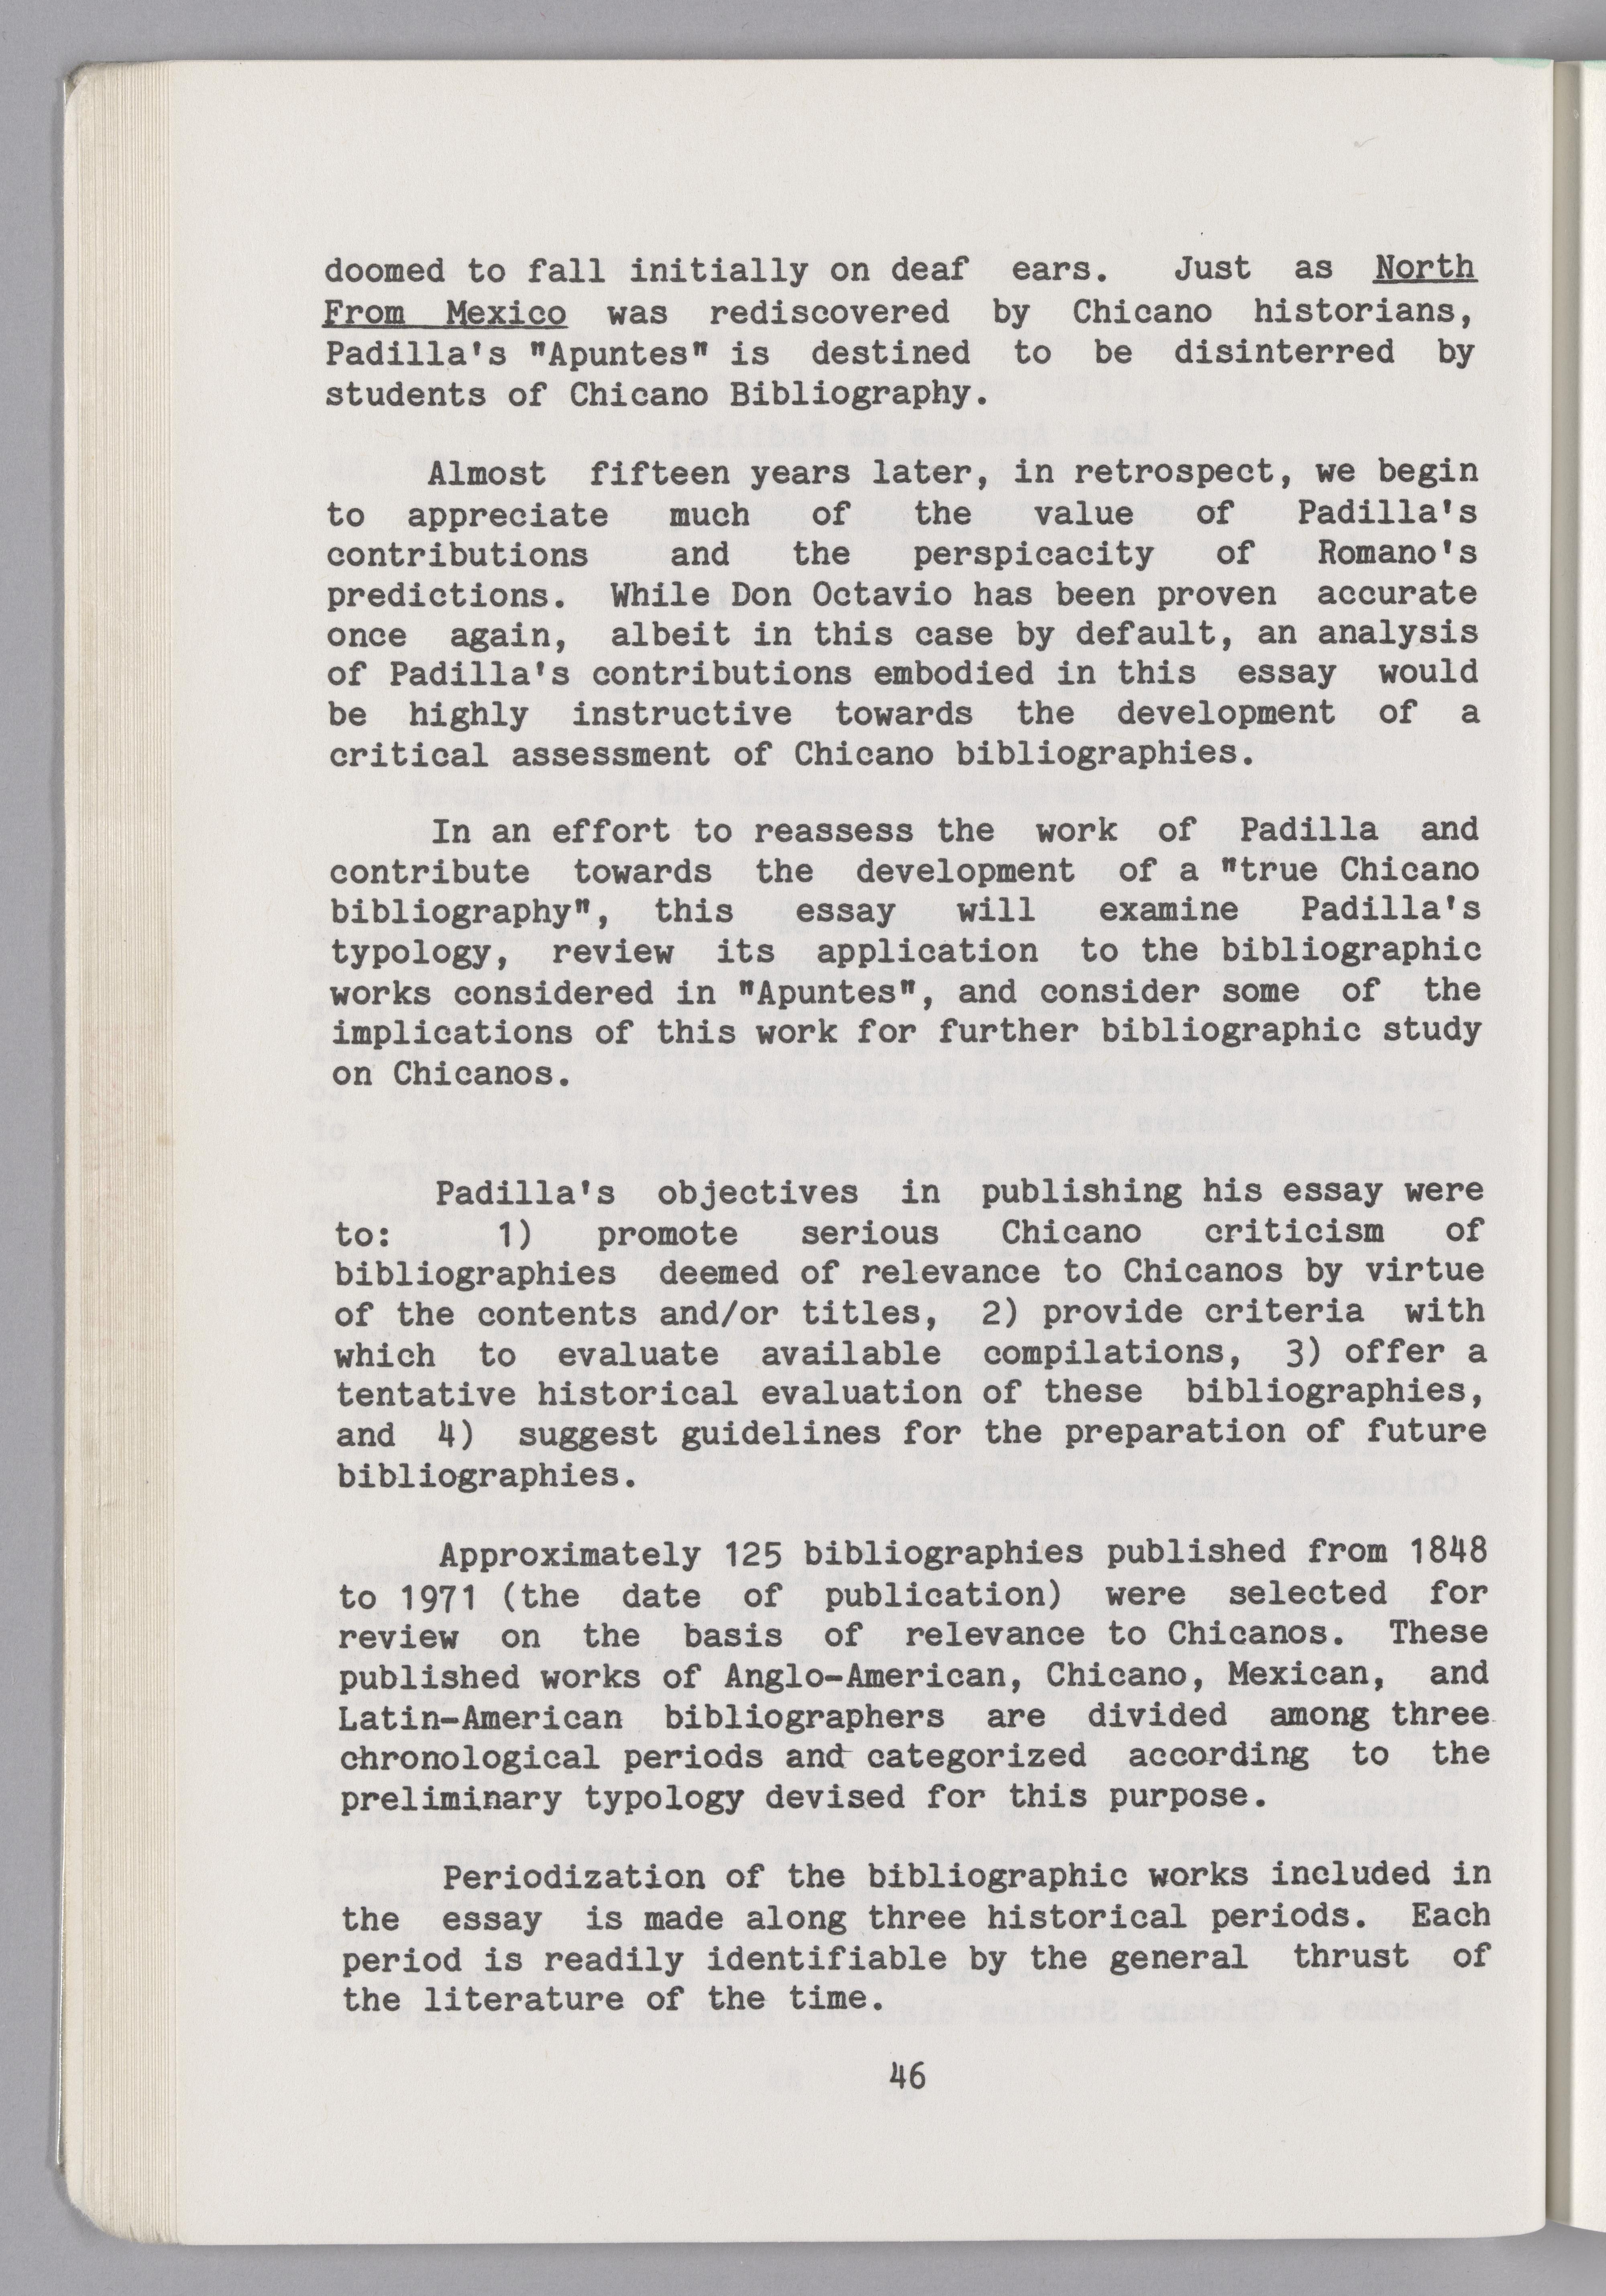 doomed to fall initially on deaf ears. Just as North
From Mexico was rediscovered by Chicano historians,
Padilla's "Apuntes" is destined to be disinterred by
students of Chicano Bibliography.
Almost fifteen years later, in retrospect, we begin
to appreciate much of the value of Padilla's
contributions and the perspicacity of Romano's
predictions. While Don Octavio has been proven accurate
once again, albeit in this case by default, an analysis
of Padilla's contributions embodied in this essay would
be highly instructive towards the development of a
critical assessment of Chicano bibliographies.
In an effort to reassess the work of Padilla and
contribute towards the development of a "true Chicano
bibliography", this essay will examine Padilla's
typology, review its application to the bibliographic
works considered in "Apuntes", and consider some of the
implications of this work for further bibliographic study
on Chicanos.
Padilla's objectives in publishing his essay were
to: 1) promote serious Chicano criticism of
bibliographies deemed of relevance to Chicanos by virtue
of the contents and/or titles, 2) provide criteria with
which to evaluate available compilations, 3) offer a
tentative historical evaluation of these bibliographies,
and 4) suggest guidelines for the preparation of future
bibliographies.
Approximately 125 bibliographies published from 1848
to 1971 (the date of publication) were selected for
review on the basis of relevance to Chicanos. These
published works of Anglo-American, Chicano, Mexican, and
Latin-American bibliographers are divided among three
chronological periods and categorized according to the
preliminary typology devised for this purpose.
Periodization of the bibliographic works included in
the essay is made along three historical periods. Each
period is readily identifiable by the general thrust of
the literature of the time.
46